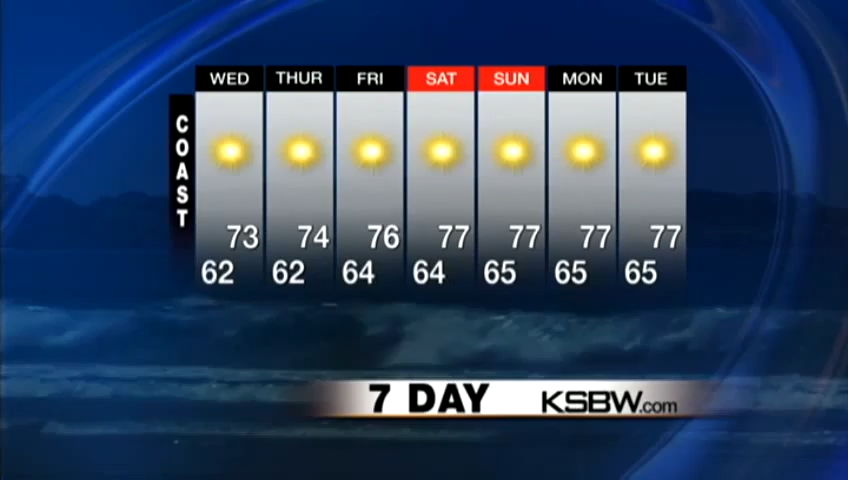 WED THUR FRI SAT SUN MON TUE
COAST
73 74 76 77 77 77 77
62 62 64 64 65 65 65
7 DAY KSBW.com